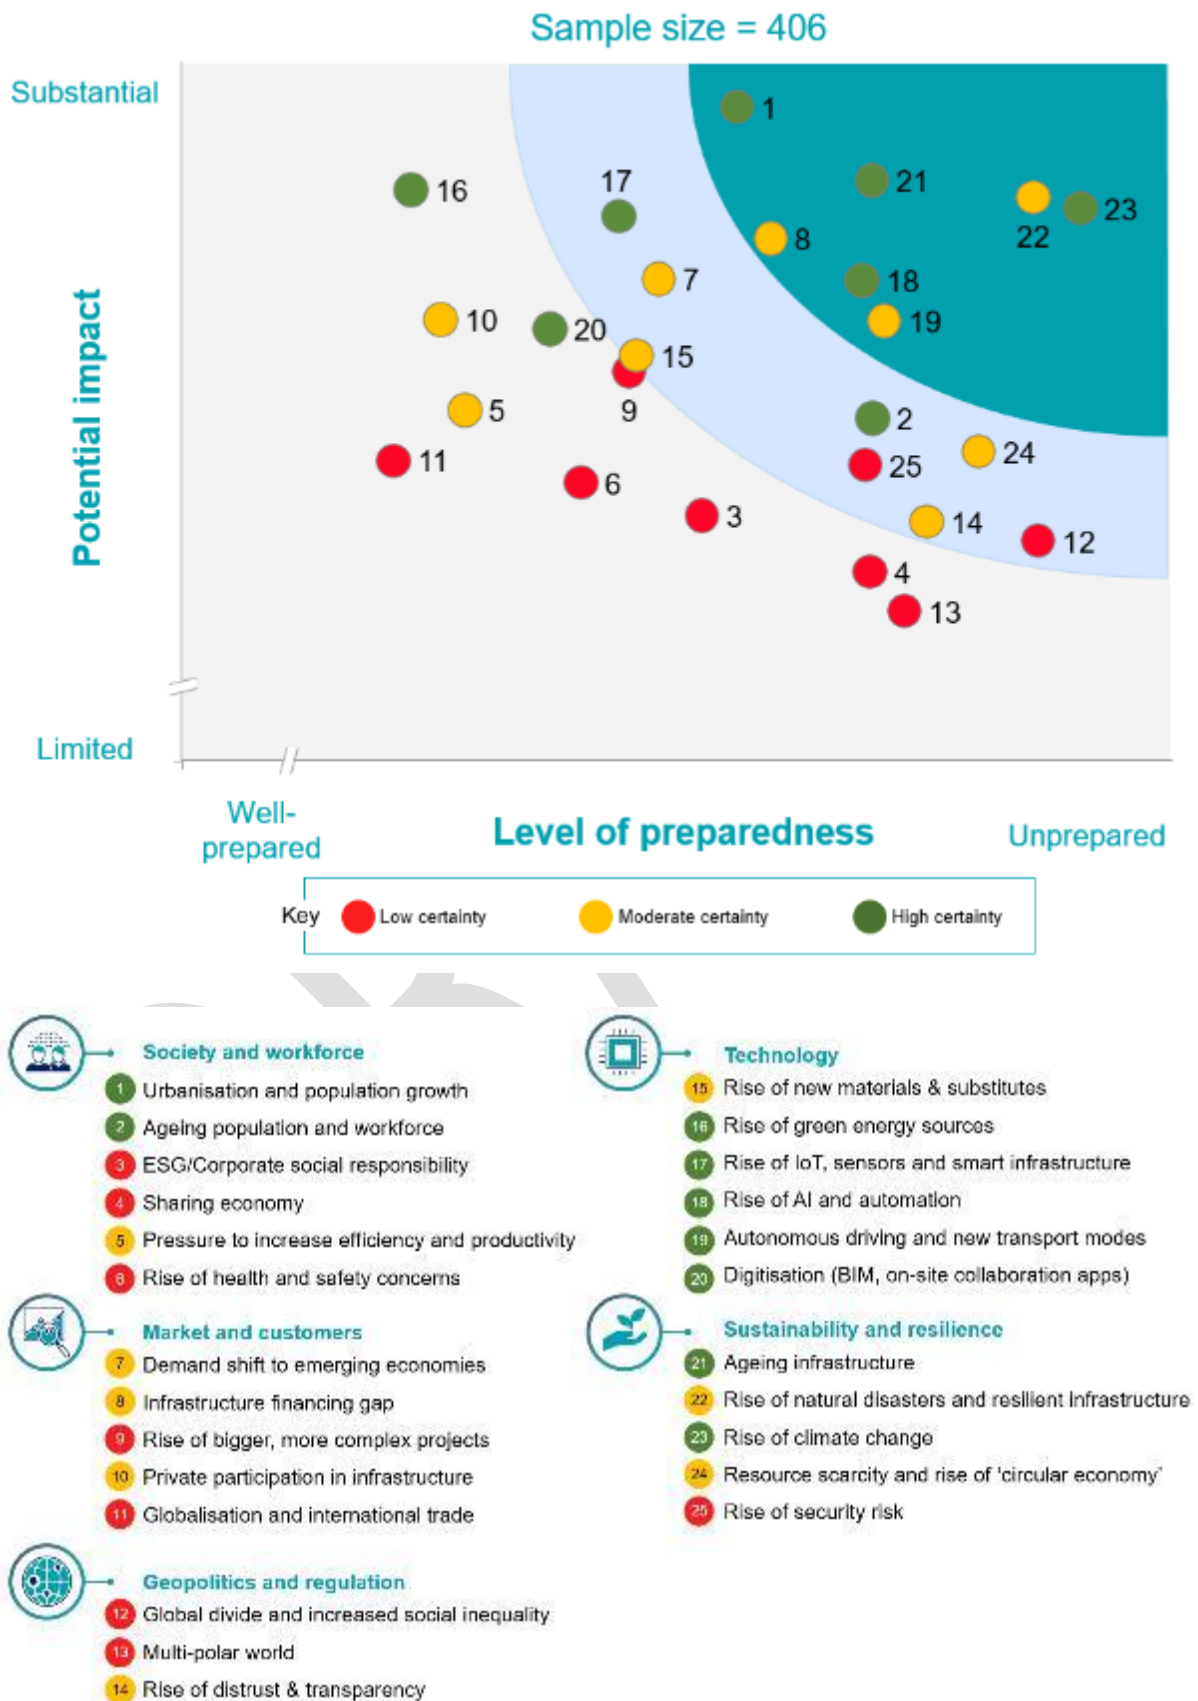 Sample size = 406
Substantial
1
16
17
21
22
23
8
7
18
10
20
19
15
9
5
2
11
25
24
6
3
14
12
4
13
Potential impact
Limited
Well-
prepared
Level of preparedness
Unprepared
Key
Low certainty
Moderate certainty
High certainty
Society and workforce
1 Urbanisation and population growth
2 Ageing population and workforce
3 ESG/Corporate social responsibility
4 Sharing economy
5 Pressure to increase efficiency and productivity
6 Rise of health and safety concerns
Market and customers
7 Demand shift to emerging economies
8 Infrastructure financing gap
9 Rise of bigger, more complex projects
10 Private participation in infrastructure
11 Globalisation and international trade
Geopolitics and regulation
12 Global divide and increased social inequality
13 Multi-polar world
14 Rise of distrust & transparency
Technology
15 Rise of new materials & substitutes
16 Rise of green energy sources
17 Rise of IoT, sensors and smart infrastructure
18 Rise of AI and automation
19 Autonomous driving and new transport modes
20 Digitisation (BIM, on-site collaboration apps)
Sustainability and resilience
21 Ageing infrastructure
22 Rise of natural disasters and resilient infrastructure
23 Rise of climate change
24 Resource scarcity and rise of 'circular economy'
25 Rise of security risk